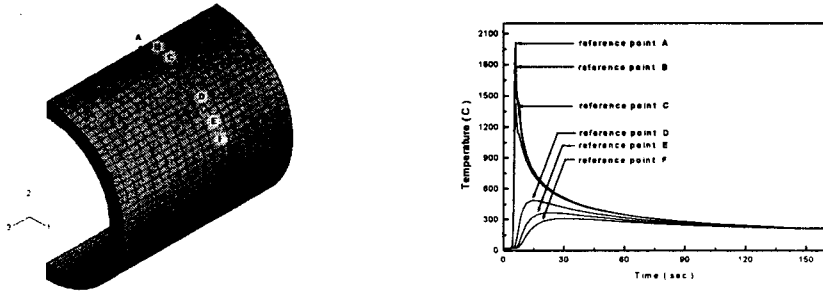 A
C
D
E
F
2
3
1
2100
1800
1500
1200
900
600
300
0
Temperature (C)
reference point A
reference point B
reference point C
reference point D
reference point E
reference point F
0
30
60
90
120
150
Time (sec)